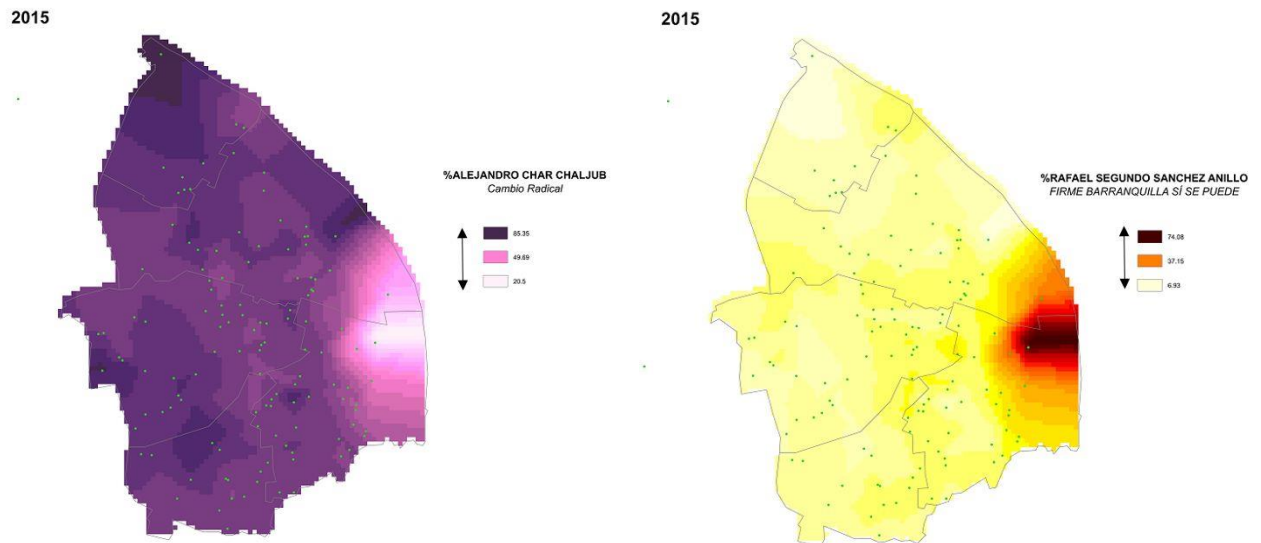 2015
%ALEJANDRO CHAR CHALJUB
Cambio Radical
85.35
49.69
20.5
2015
%RAFAEL SEGUNDO SANCHEZ ANILLO
FIRME BARRANQUILLA SÍ SE PUEDE
74.08
37.15
6.93